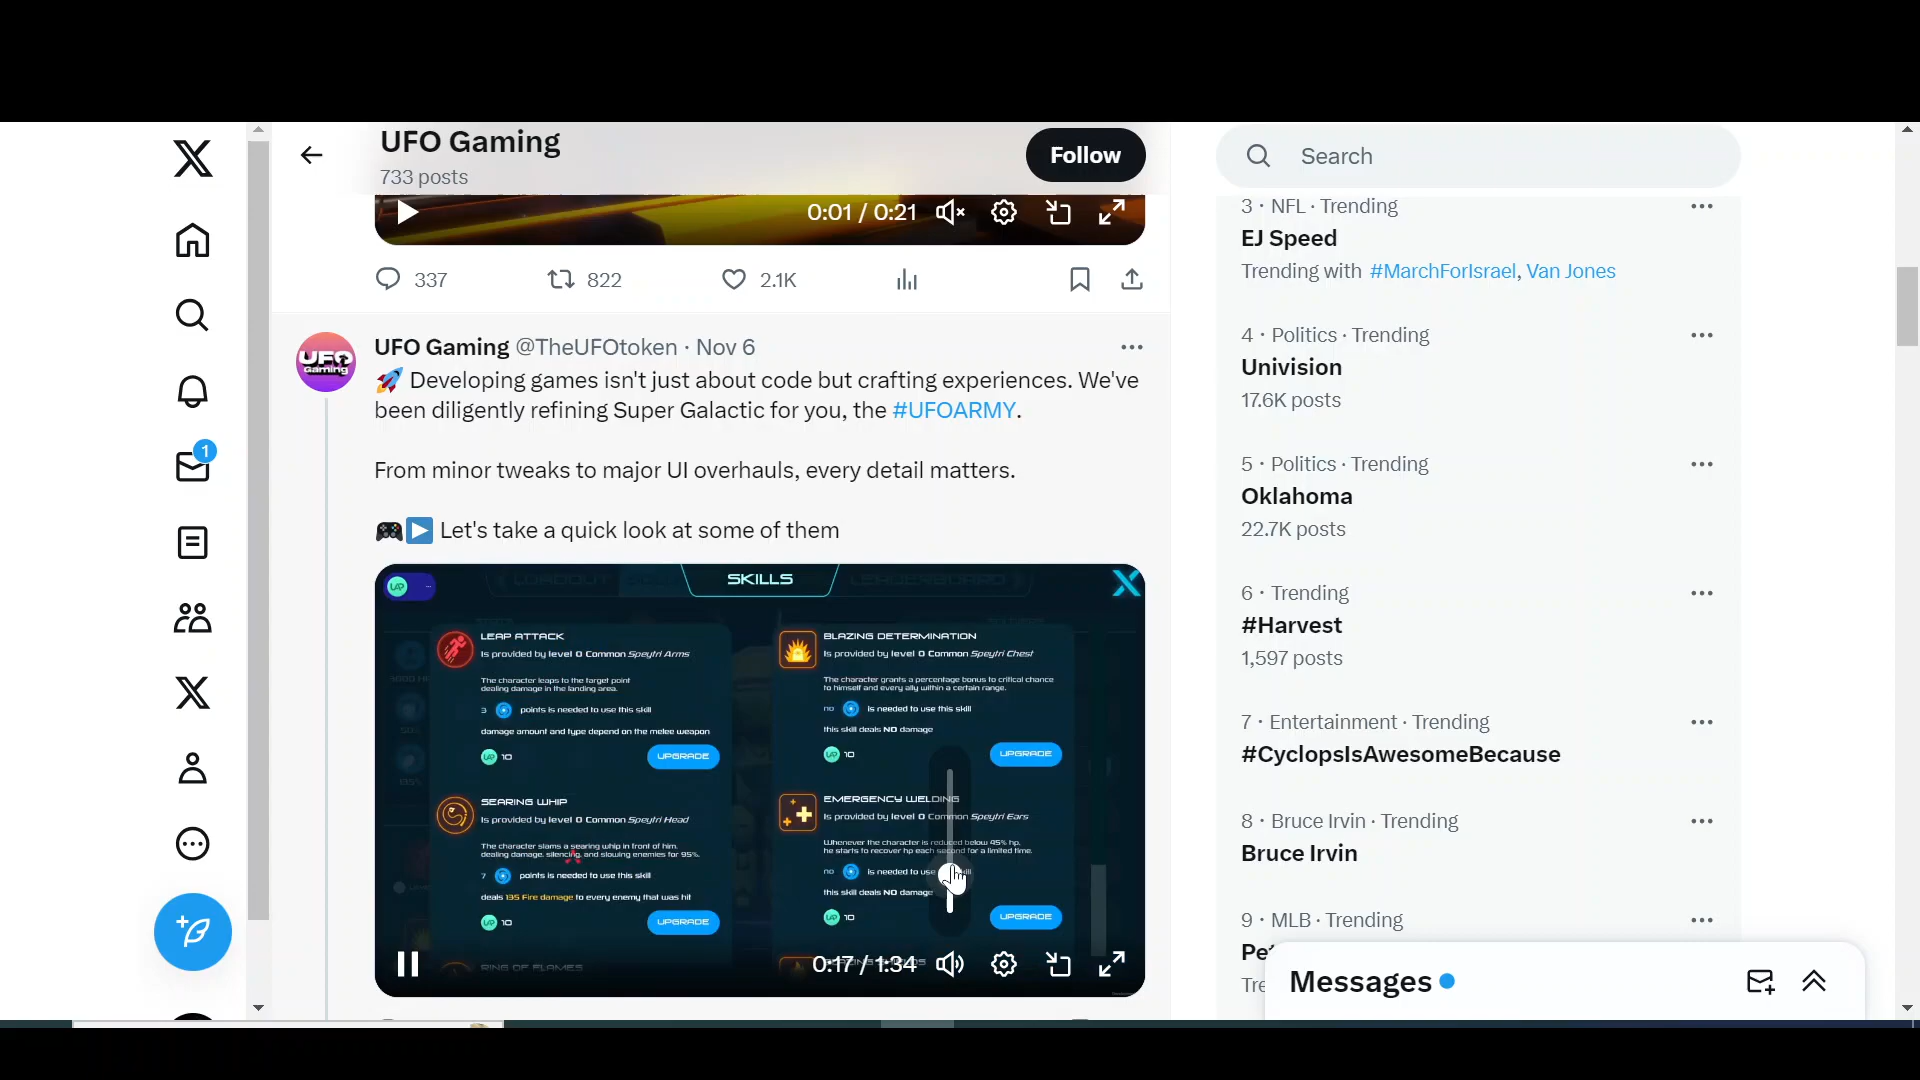 UFO Gaming
733 posts
Follow
Search
0:01 / 0:21
337
822
2.1K
UFO Gaming @TheUFOtoken · Nov 6
🚀 Developing games isn't just about code but crafting experiences. We've
been diligently refining Super Galactic for you, the #UFOARMY.
From minor tweaks to major UI overhauls, every detail matters.
🎮▶️ Let's take a quick look at some of them
UFO
Gaming
1
UAP
LOADOUT
SKILLS
LEADERBOARD
LEAP ATTACK
Is provided by level 0 Common Speytri Arms
The character leaps to the target point
dealing damage in the landing area.
3 points is needed to use this skill
damage amount and type depend on the melee weapon
UAP 10
UPGRADE
BLAZING DETERMINATION
Is provided by level 0 Common Speytri Chest
The character grants a percentage bonus to critical chance
to himself and every ally within a certain range.
no is needed to use this skill
this skill deals NO damage
UAP 10
UPGRADE
SEARING WHIP
Is provided by level 0 Common Speytri Head
The character slams a searing whip in front of him,
dealing damage, silencing, and slowing enemies for 95%.
7 points is needed to use this skill
deals 135 Fire damage to every enemy that was hit
UAP 10
UPGRADE
EMERGENCY WELDING
Is provided by level 0 Common Speytri Ears
Whenever the character is reduced below 45% hp,
he starts to recover hp each second for a limited time.
no is needed to use
this skill deals NO damage
UAP 10
UPGRADE
RING OF FLAMES
0:17 / 1:34
3 · NFL · Trending
EJ Speed
Trending with #MarchForIsrael, Van Jones
4 · Politics · Trending
Univision
17.6K posts
5 · Politics · Trending
Oklahoma
22.7K posts
6 · Trending
#Harvest
1,597 posts
7 · Entertainment · Trending
#CyclopsIsAwesomeBecause
8 · Bruce Irvin · Trending
Bruce Irvin
9 · MLB · Trending
Messages